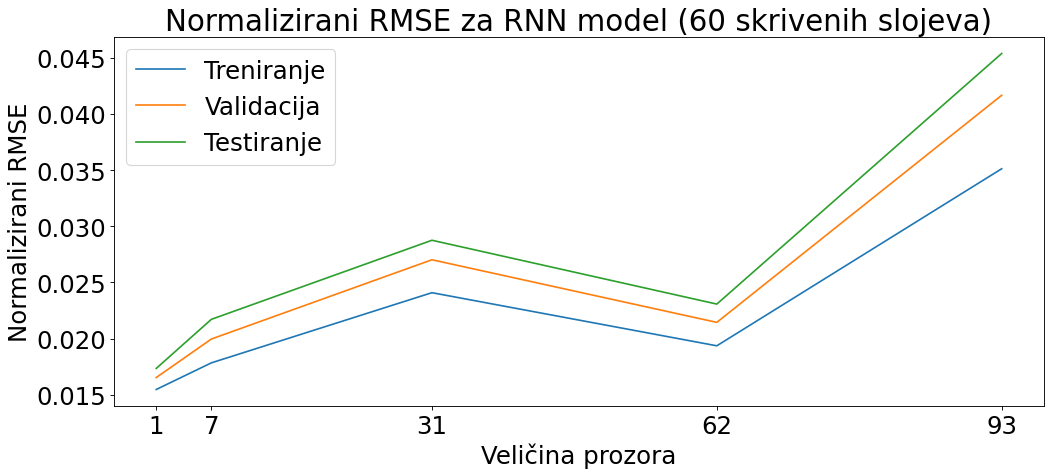 Normalizirani RMSE za RNN model (60 skrivenih slojeva)
Treniranje
Validacija
Testiranje
Normalizirani RMSE
0.045
0.040
0.035
0.030
0.025
0.020
0.015
1 7 31 62 93
Veličina prozora